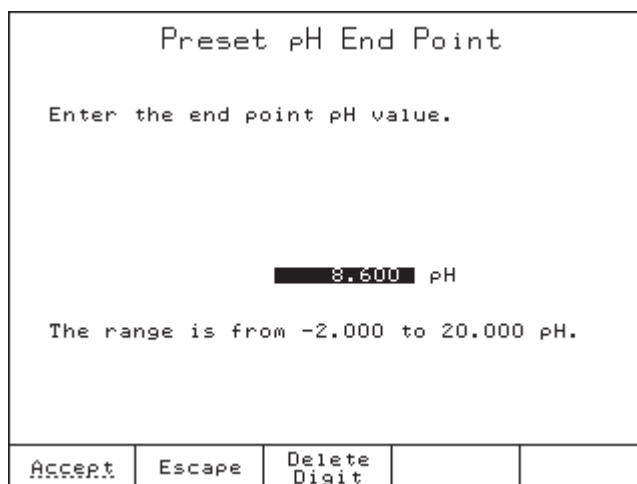 Preset pH End Point
Enter the end point pH value.
8.600 pH
The range is from -2.000 to 20.000 pH.
Accept
Escape
Delete
Digit